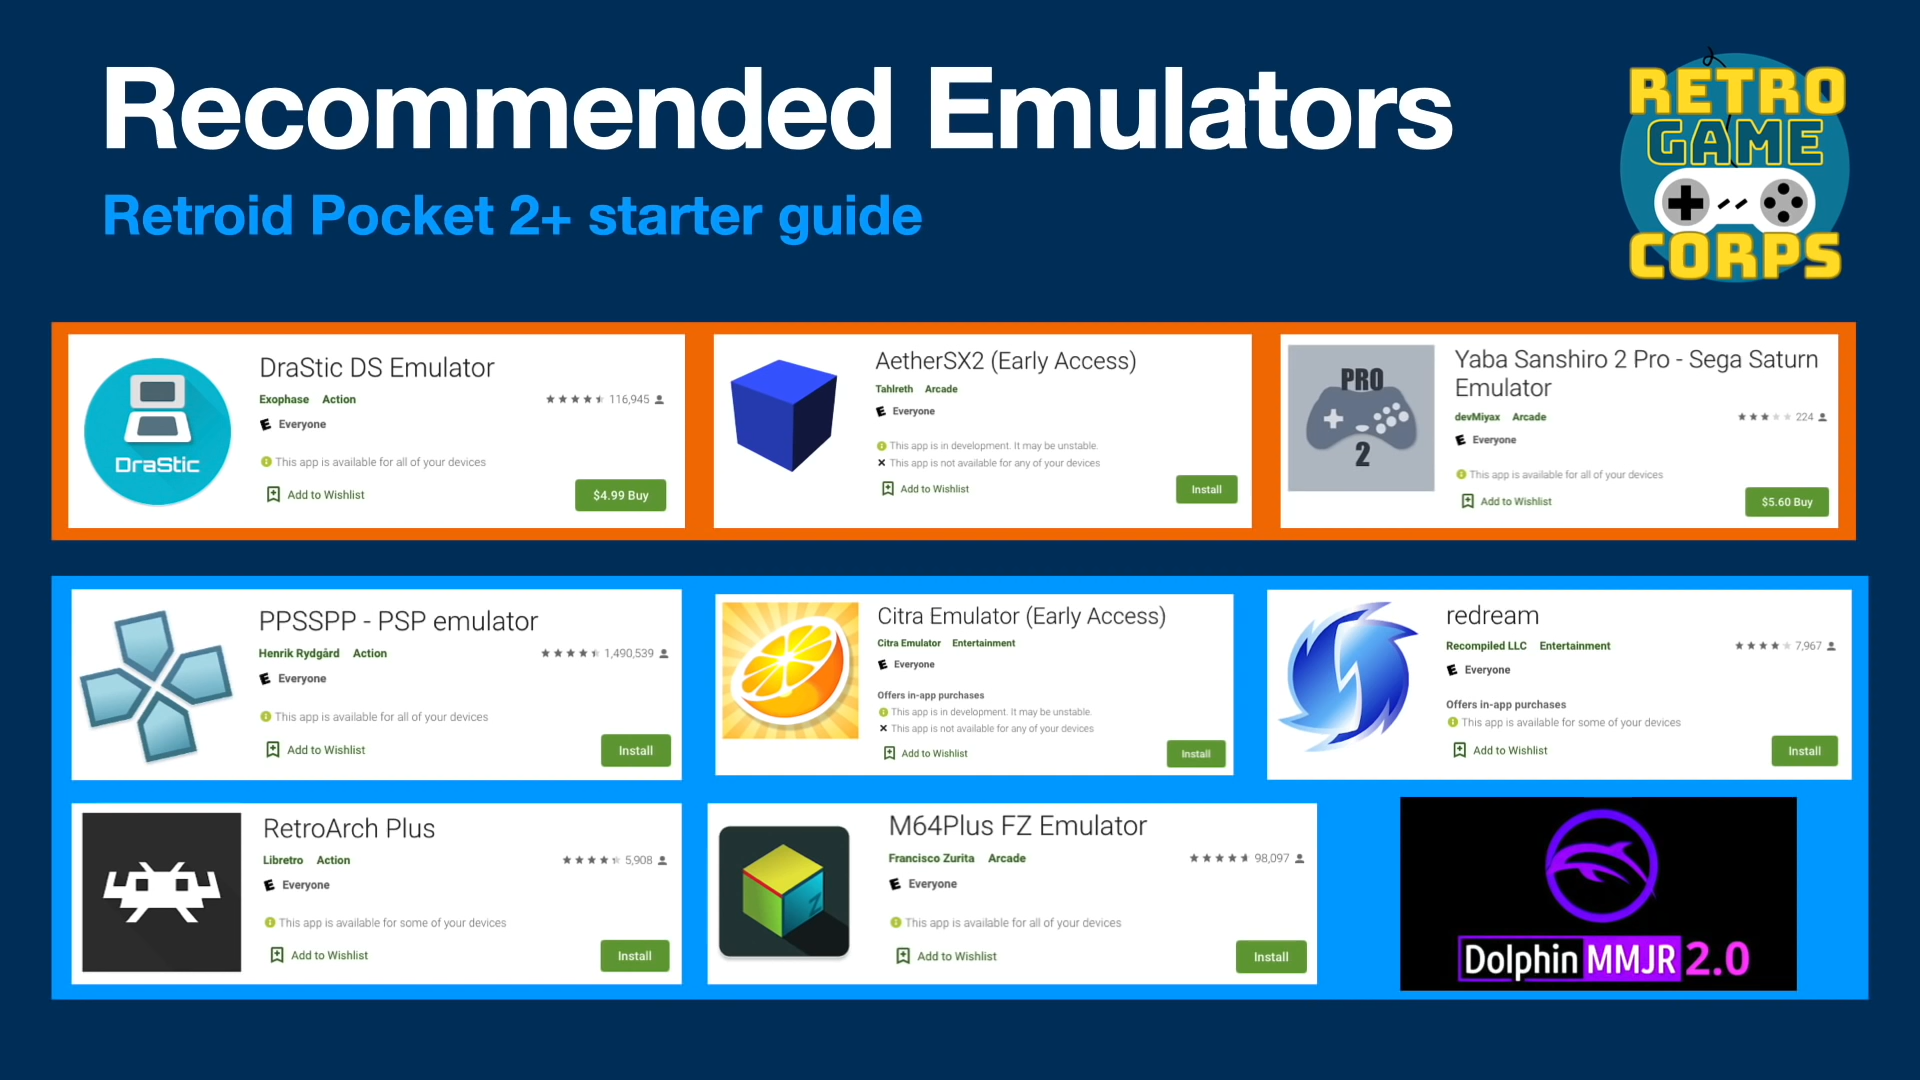 Recommended Emulators
Retroid Pocket 2+ starter guide
RETRO
GAME
CORPS
DraStic
DraStic DS Emulator
Exophase Action
116,945
E Everyone
This app is available for all of your devices
Add to Wishlist
$4.99 Buy
AetherSX2 (Early Access)
Tahlreth Arcade
E Everyone
This app is in development. It may be unstable.
This app is not available for any of your devices
Add to Wishlist
Install
PRO
2
Yaba Sanshiro 2 Pro - Sega Saturn
Emulator
devMiyax Arcade
224
E Everyone
This app is available for all of your devices
Add to Wishlist
$5.60 Buy
PPSSPP - PSP emulator
Henrik Rydgård Action
1,490,539
E Everyone
This app is available for all of your devices
Add to Wishlist
Install
Citra Emulator (Early Access)
Citra Emulator Entertainment
E Everyone
Offers in-app purchases
This app is in development. It may be unstable.
This app is not available for any of your devices
Add to Wishlist
Install
redream
Recompiled LLC Entertainment
7,967
E Everyone
Offers in-app purchases
This app is available for some of your devices
Add to Wishlist
Install
RetroArch Plus
Libretro Action
5,908
E Everyone
This app is available for some of your devices
Add to Wishlist
Install
Z
M64Plus FZ Emulator
Francisco Zurita Arcade
98,097
E Everyone
This app is available for all of your devices
Add to Wishlist
Install
Dolphin MMJR 2.0